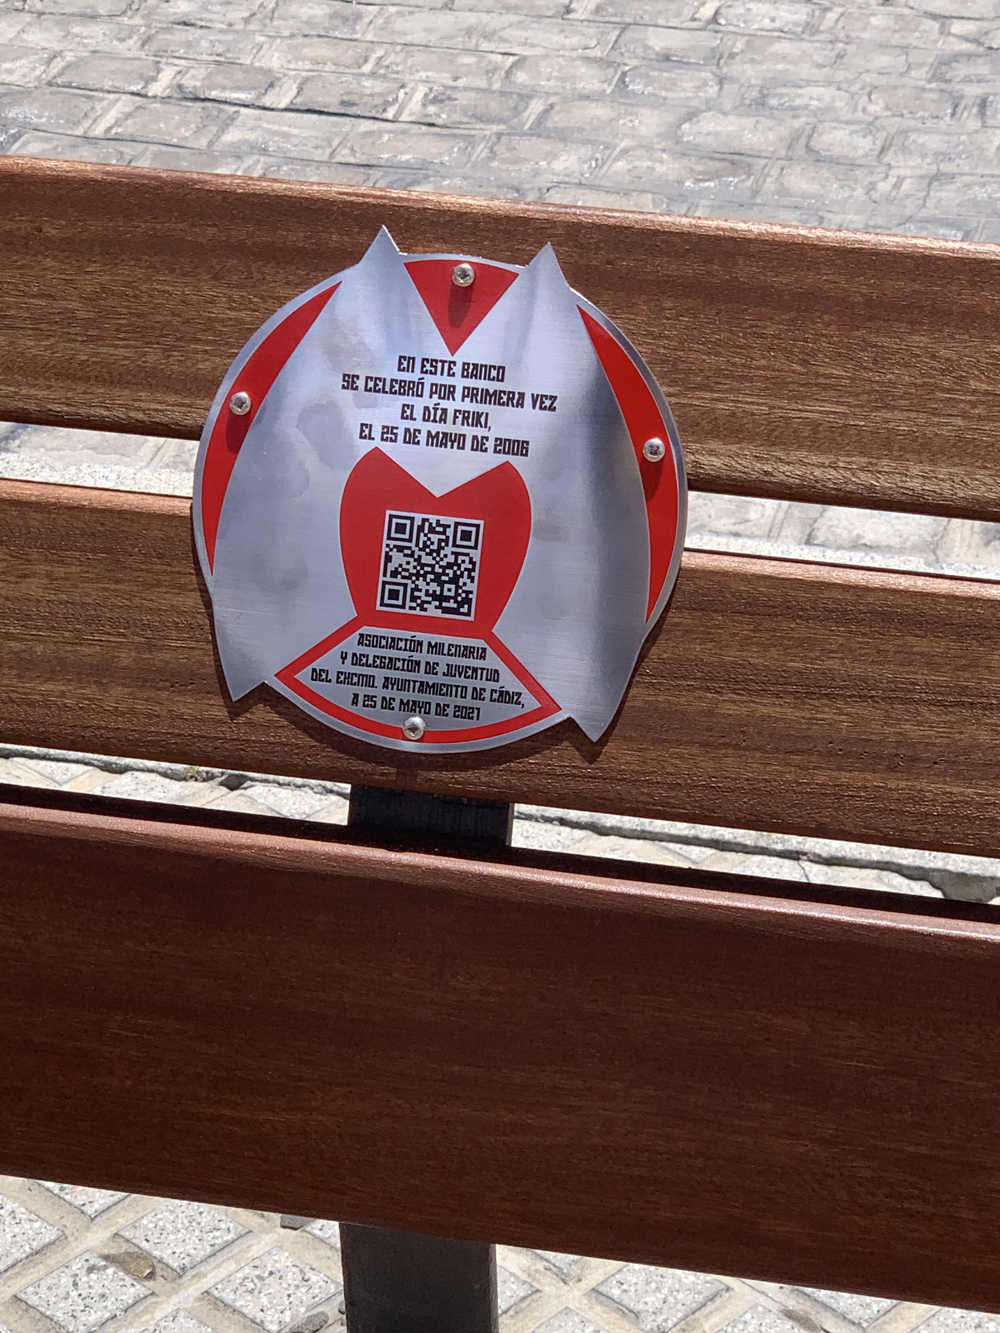 EN ESTE BANCO
SE CELEBRÓ POR PRIMERA VEZ
EL DÍA FRIKI,
EL 25 DE MAYO DE 2006
ASOCIACIÓN MILENARIA
Y DELEGACIÓN DE JUVENTUD
DEL EXCMO. AYUNTAMIENTO DE CÁDIZ,
A 25 DE MAYO DE 2021